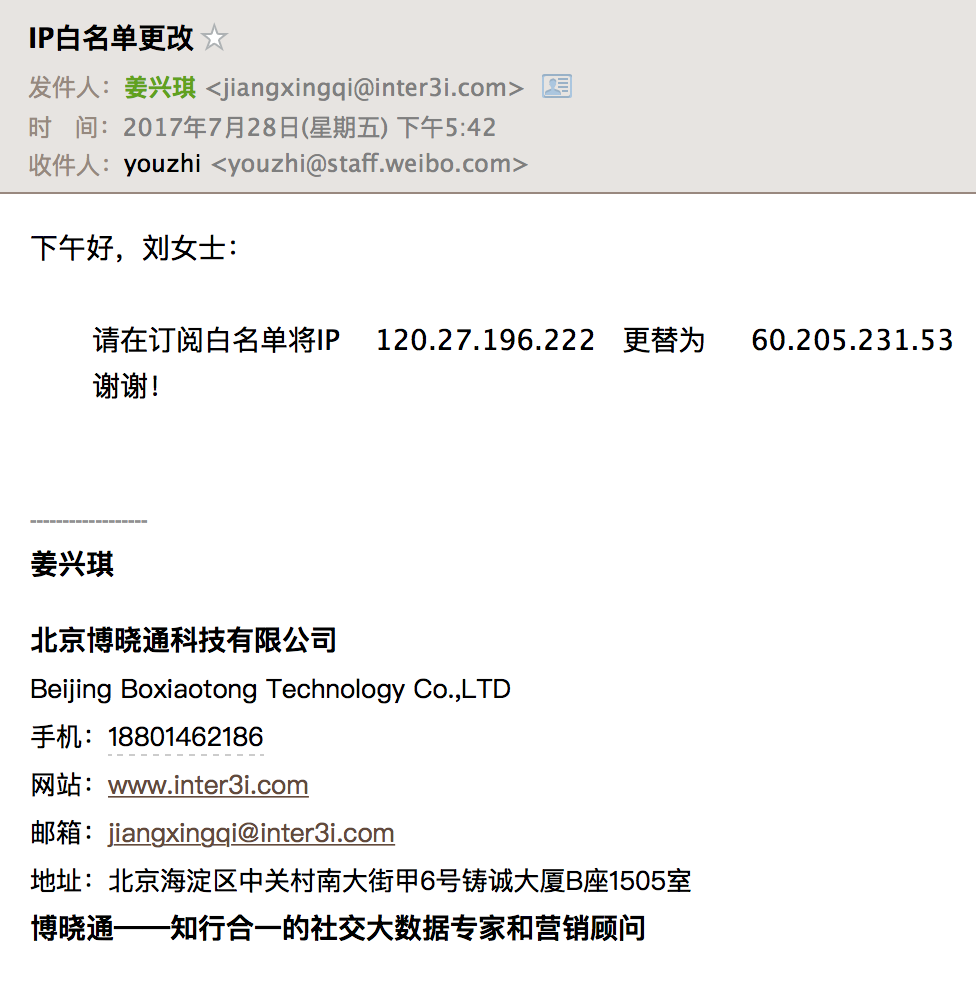 IP白名单更改
发件人：姜兴琪 <jiangxingqi@inter3i.com>
时 间：2017年7月28日(星期五) 下午5:42
收件人：youzhi <youzhi@staff.weibo.com>
下午好，刘女士：
请在订阅白名单将IP 120.27.196.222 更替为 60.205.231.53
谢谢！
------------------
姜兴琪
北京博晓通科技有限公司
Beijing Boxiaotong Technology Co.,LTD
手机：18801462186
网站：www.inter3i.com
邮箱：jiangxingqi@inter3i.com
地址：北京海淀区中关村南大街甲6号铸诚大厦B座1505室
博晓通——知行合一的社交大数据专家和营销顾问